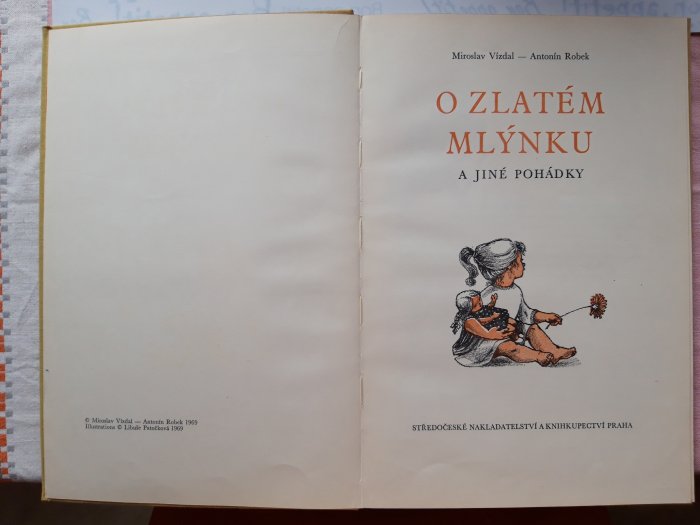 © Miroslav Vízdal — Antonín Robek 1969
Illustrations © Libuše Patočková 1969
Miroslav Vízdal — Antonín Robek
O ZLATÉM
MLÝNKU
A JINÉ POHÁDKY
STŘEDOČESKÉ NAKLADATELSTVÍ A KNIHKUPECTVÍ PRAHA